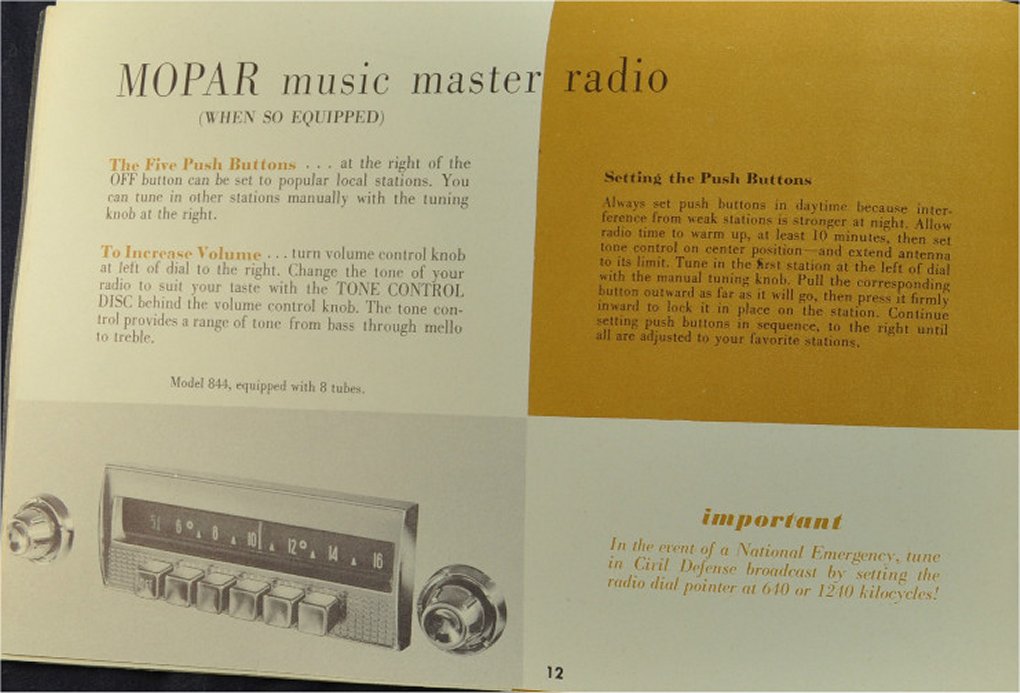 MOPAR music master radio
(WHEN SO EQUIPPED)
The Five Push Buttons . . . at the right of the
OFF button can be set to popular local stations. You
can tune in other stations manually with the tuning
knob at the right.
To Increase Volume . . . turn volume control knob
at left of dial to the right. Change the tone of your
radio to suit your taste with the TONE CONTROL
DISC behind the volume control knob. The tone con-
trol provides a range of tone from bass through mello
to treble.
Model 844, equipped with 8 tubes.
6 8 10 12 14 16
Setting the Push Buttons
Always set push buttons in daytime because inter-
ference from weak stations is stronger at night. Allow
radio time to warm up, at least 10 minutes, then set
tone control on center position—and extend antenna
to its limit. Tune in the first station at the left of dial
with the manual tuning knob. Pull the corresponding
button outward as far as it will go, then press it firmly
inward to lock it in place on the station. Continue
setting push buttons in sequence, to the right until
all are adjusted to your favorite stations.
important
In the event of a National Emergency, tune
in Civil Defense broadcast by setting the
radio dial pointer at 640 or 1240 kilocycles!
12